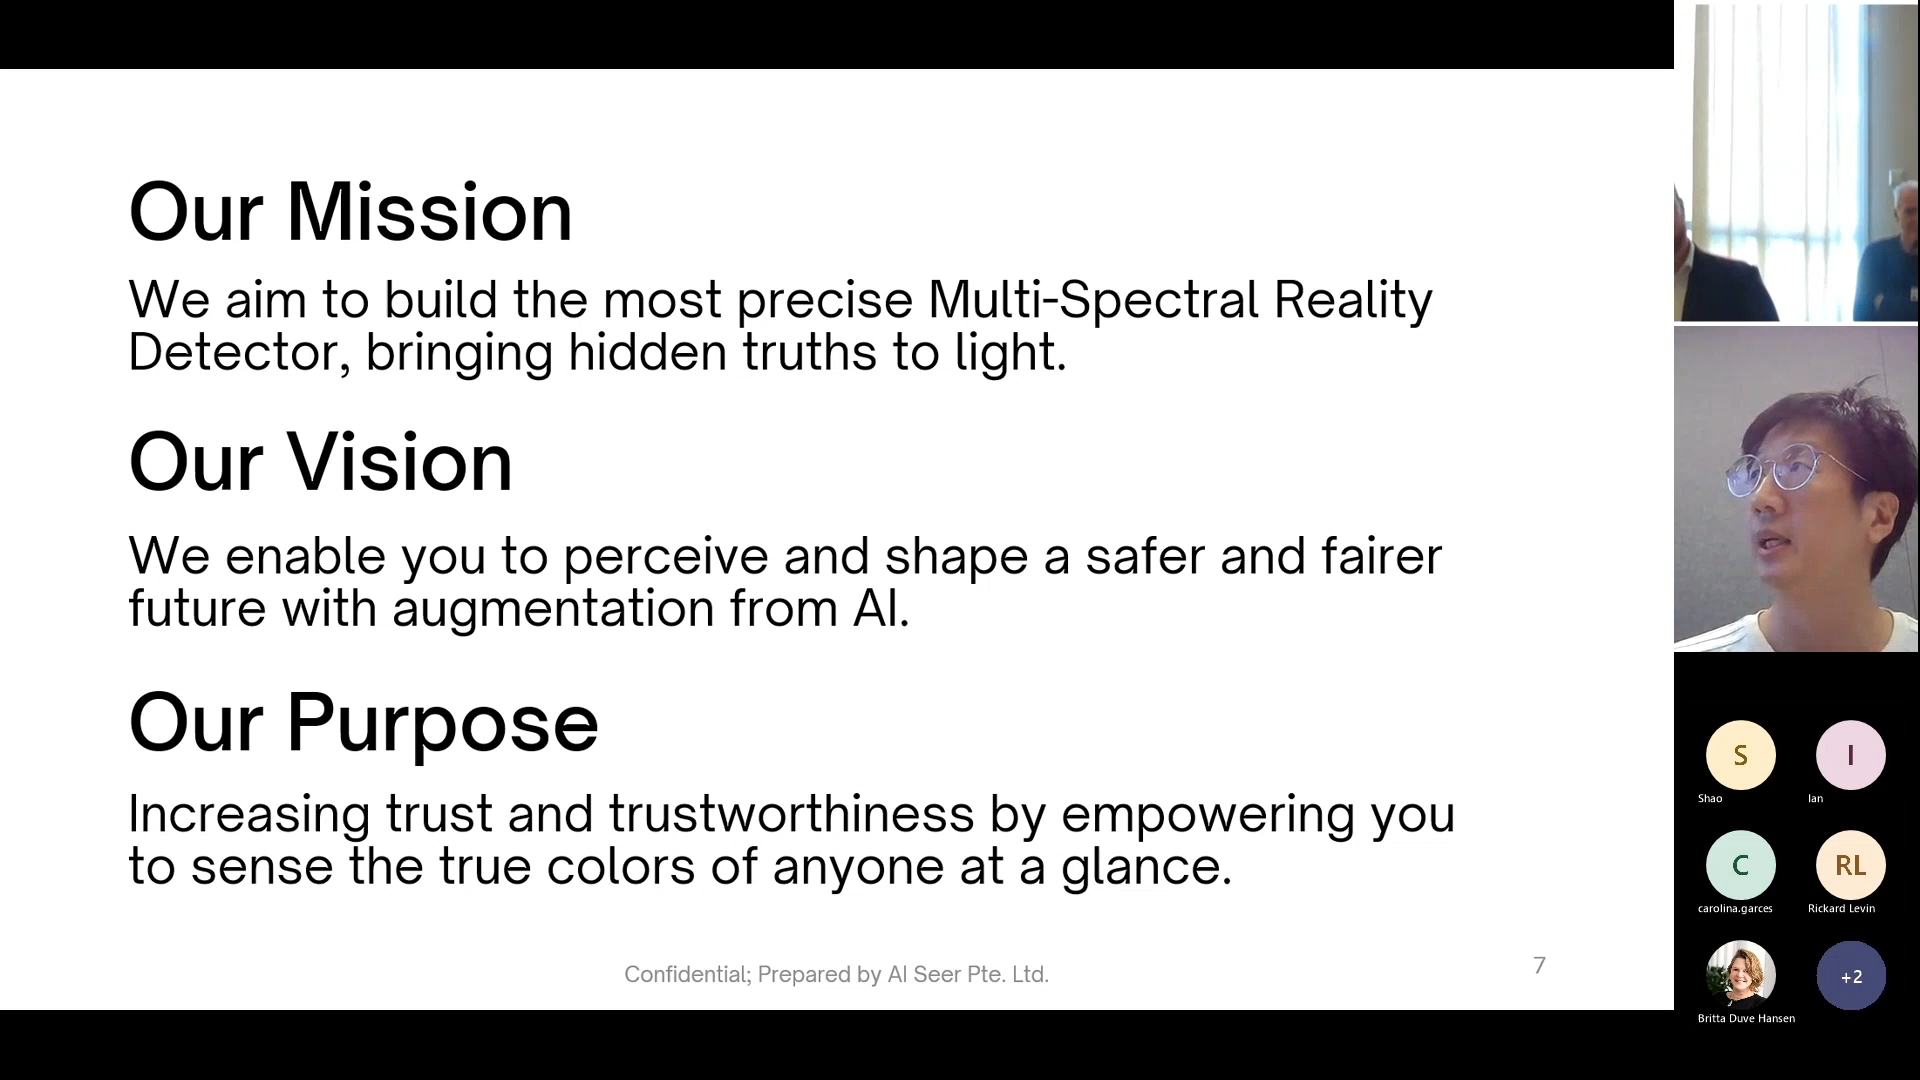 Our Mission
We aim to build the most precise Multi-Spectral Reality
Detector, bringing hidden truths to light.
Our Vision
We enable you to perceive and shape a safer and fairer
future with augmentation from AI.
Our Purpose
Increasing trust and trustworthiness by empowering you
to sense the true colors of anyone at a glance.
Confidential; Prepared by AI Seer Pte. Ltd.
7
S
I
Shao
Ian
C
RL
carolina.garces
Rickard Levin
+2
Britta Duve Hansen